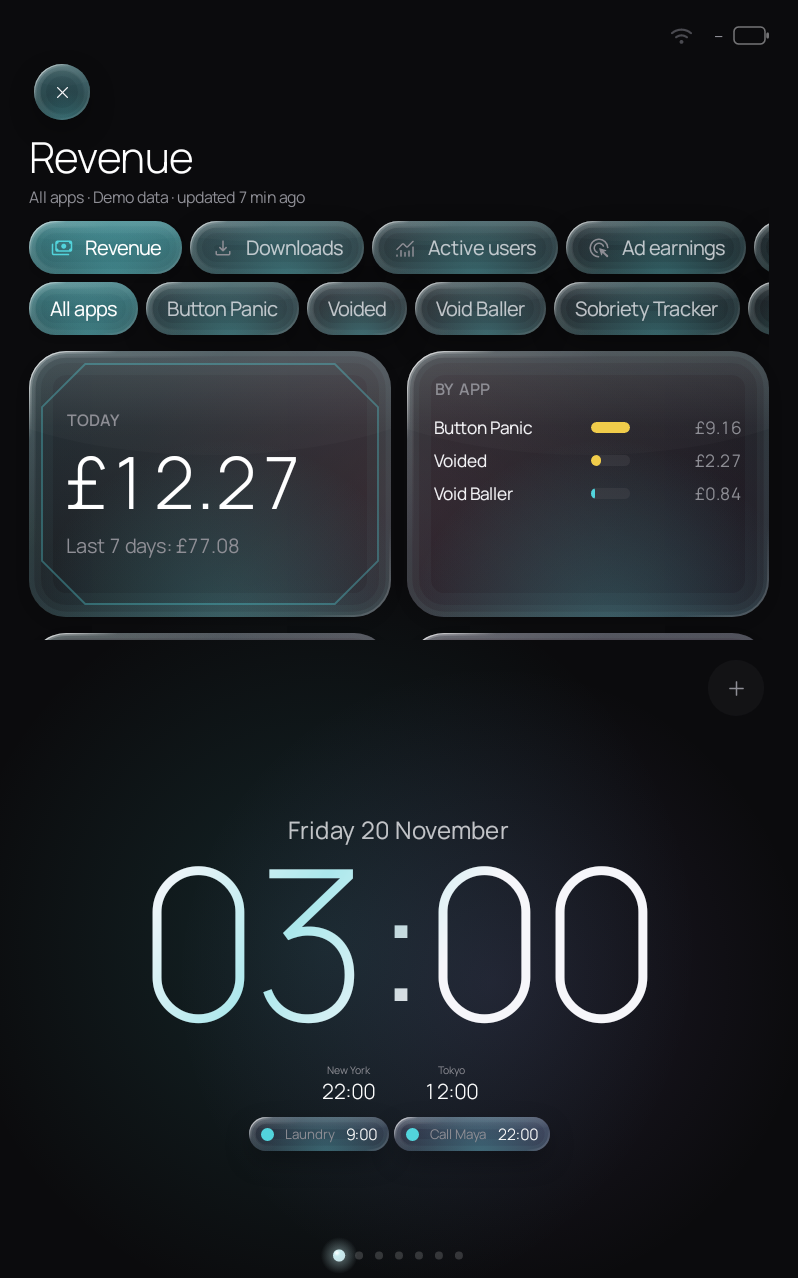 Revenue
All apps · Demo data · updated 7 min ago
Revenue Downloads Active users Ad earnings
All apps Button Panic Voided Void Baller Sobriety Tracker
TODAY
£12.27
Last 7 days: £77.08
BY APP
Button Panic £9.16
Voided £2.27
Void Baller £0.84
Friday 20 November
03:00
New York Tokyo
22:00 12:00
Laundry 9:00 Call Maya 22:00